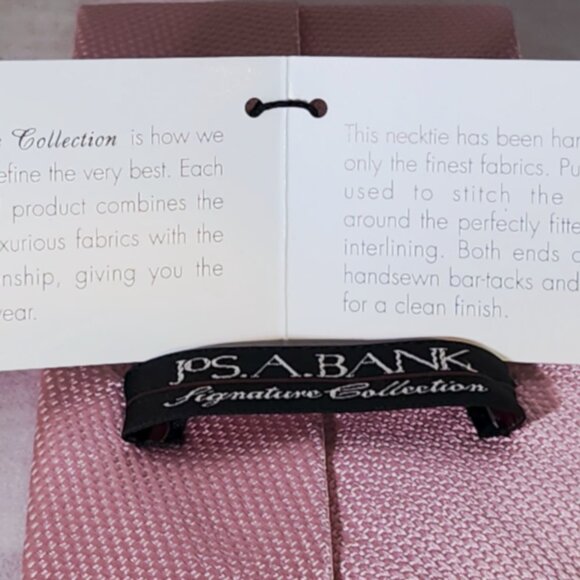 Collection is how we
efine the very best. Each
product combines the
xurious fabrics with the
nship, giving you the
ear.
This necktie has been han
only the finest fabrics. Pu
used to stitch the
around the perfectly fitte
interlining. Both ends
handsewn bar-tacks and
for a clean finish.
JOS.A.BANK
Signature Collection